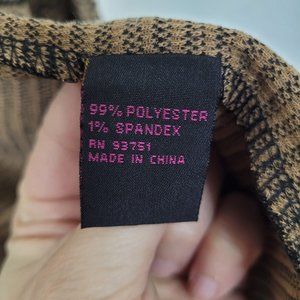 99% POLYESTER
1% SPANDEX
RN 93751
MADE IN CHINA